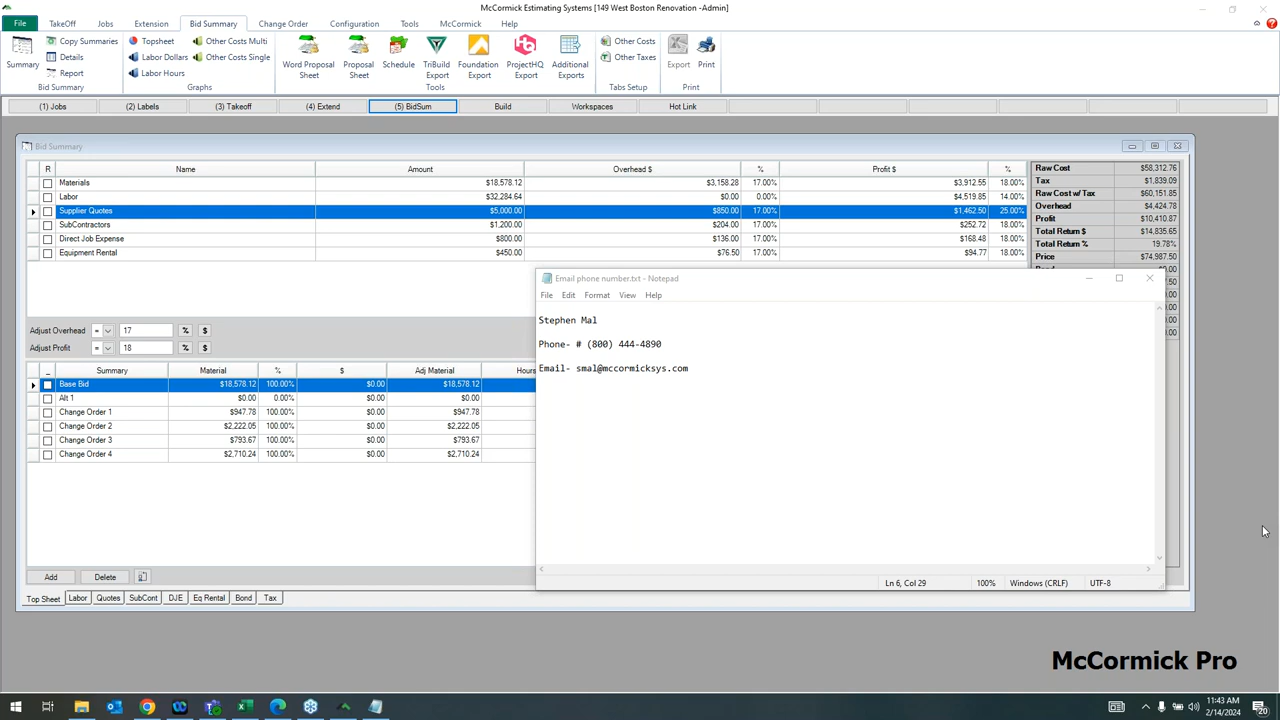 McCormick Estimating Systems [149 West Boston Renovation -Admin]
File TakeOff Jobs Extension Bid Summary Change Order Configuration Tools McCormick Help
Summary Copy Summaries Details Report
Bid Summary
Topsheet Labor Dollars Labor Hours Other Costs Multi Other Costs Single
Graphs
Word Proposal Sheet Proposal Sheet Schedule TriBuild Export Foundation Export ProjectHQ Export Additional Exports
Tools
Other Costs Other Taxes
Tabs Setup
Export Print
Print
(1) Jobs (2) Labels (3) Takeoff (4) Extend (5) BidSum Build Workspaces Hot Link
Bid Summary
R Name Amount Overhead $ % Profit $ %
Materials $18,578.12 $3,158.28 17.00% $3,912.55 18.00%
Labor $32,284.64 $0.00 0.00% $4,519.85 14.00%
Supplier Quotes $5,000.00 $850.00 17.00% $1,462.50 25.00%
SubContractors $1,200.00 $204.00 17.00% $252.72 18.00%
Direct Job Expense $800.00 $136.00 17.00% $168.48 18.00%
Equipment Rental $450.00 $76.50 17.00% $94.77 18.00%
Raw Cost $58,312.76
Tax $1,839.09
Raw Cost w/ Tax $60,151.85
Overhead $4,424.78
Profit $10,410.87
Total Return $ $14,835.65
Total Return % 19.78%
Price $74,987.50
Email phone number.txt - Notepad
File Edit Format View Help
Stephen Mal
Phone- # (800) 444-4890
Email- smal@mccormicksys.com
Ln 6, Col 29 100% Windows (CRLF) UTF-8
Adjust Overhead = 17 % $
Adjust Profit = 18 % $
Summary Material % $ Adj Material Hours
Base Bid $18,578.12 100.00% $0.00 $18,578.12
Alt 1 $0.00 0.00% $0.00 $0.00
Change Order 1 $947.78 100.00% $0.00 $947.78
Change Order 2 $2,222.05 100.00% $0.00 $2,222.05
Change Order 3 $793.67 100.00% $0.00 $793.67
Change Order 4 $2,710.24 100.00% $0.00 $2,710.24
Add Delete
Top Sheet Labor Quotes SubCont DJE Eq Rental Bond Tax
McCormick Pro
11:43 AM
2/14/2024
20